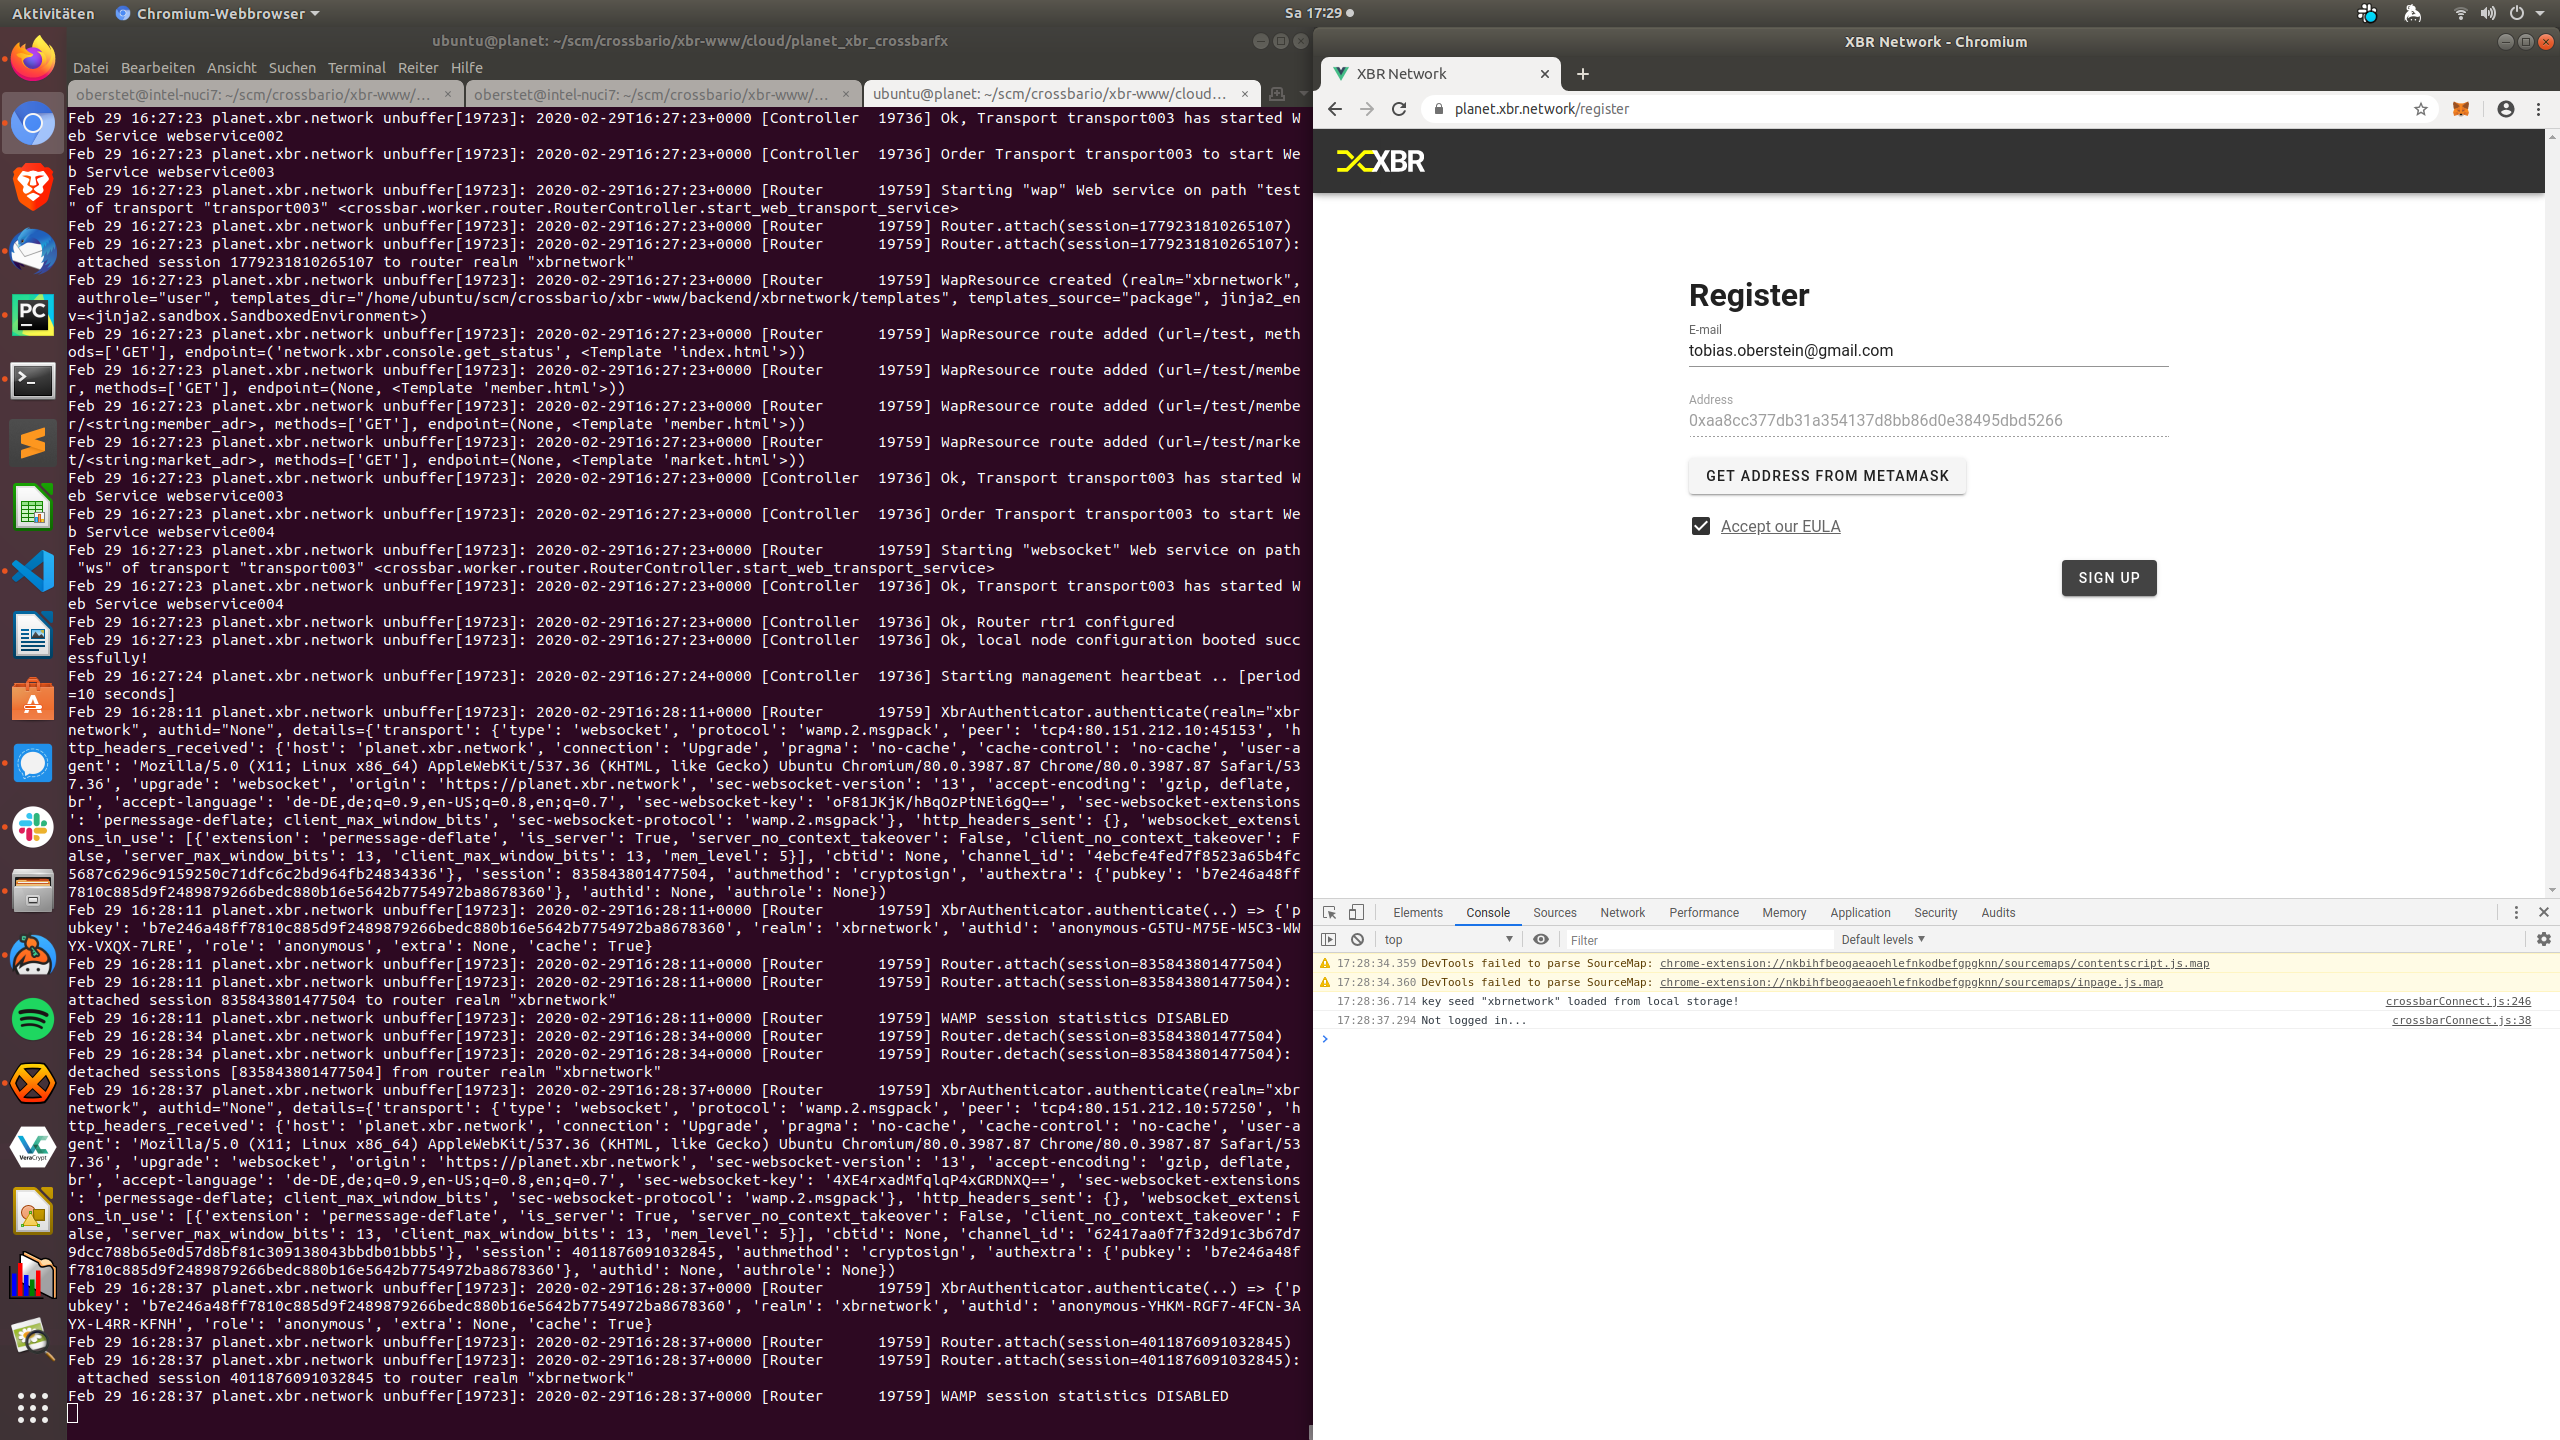 Aktivitäten
Chromium-Webbrowser
Sa 17:29
ubuntu@planet: ~/scm/crossbario/xbr-www/cloud/planet_xbr_crossbarfx
Datei Bearbeiten Ansicht Suchen Terminal Reiter Hilfe
oberstet@intel-nuci7: ~/scm/crossbario/xbr-www/... ×
oberstet@intel-nuci7: ~/scm/crossbario/xbr-www/... ×
ubuntu@planet: ~/scm/crossbario/xbr-www/cloud... ×
Feb 29 16:27:23 planet.xbr.network unbuffer[19723]: 2020-02-29T16:27:23+0000 [Controller  19736] Ok, Transport transport003 has started W
eb Service webservice002
Feb 29 16:27:23 planet.xbr.network unbuffer[19723]: 2020-02-29T16:27:23+0000 [Controller  19736] Order Transport transport003 to start We
b Service webservice003
Feb 29 16:27:23 planet.xbr.network unbuffer[19723]: 2020-02-29T16:27:23+0000 [Router      19759] Starting "wap" Web service on path "test
" of transport "transport003" <crossbar.worker.router.RouterController.start_web_transport_service>
Feb 29 16:27:23 planet.xbr.network unbuffer[19723]: 2020-02-29T16:27:23+0000 [Router      19759] Router.attach(session=1779231810265107)
Feb 29 16:27:23 planet.xbr.network unbuffer[19723]: 2020-02-29T16:27:23+0000 [Router      19759] Router.attach(session=1779231810265107):
 attached session 1779231810265107 to router realm "xbrnetwork"
Feb 29 16:27:23 planet.xbr.network unbuffer[19723]: 2020-02-29T16:27:23+0000 [Router      19759] WapResource created (realm="xbrnetwork",
 authrole="user", templates_dir="/home/ubuntu/scm/crossbario/xbr-www/backend/xbrnetwork/templates", templates_source="package", jinja2_en
v=<jinja2.sandbox.SandboxedEnvironment>)
Feb 29 16:27:23 planet.xbr.network unbuffer[19723]: 2020-02-29T16:27:23+0000 [Router      19759] WapResource route added (url=/test, meth
ods=['GET'], endpoint=('network.xbr.console.get_status', <Template 'index.html'>))
Feb 29 16:27:23 planet.xbr.network unbuffer[19723]: 2020-02-29T16:27:23+0000 [Router      19759] WapResource route added (url=/test/membe
r, methods=['GET'], endpoint=(None, <Template 'member.html'>))
Feb 29 16:27:23 planet.xbr.network unbuffer[19723]: 2020-02-29T16:27:23+0000 [Router      19759] WapResource route added (url=/test/membe
r/<string:member_adr>, methods=['GET'], endpoint=(None, <Template 'member.html'>))
Feb 29 16:27:23 planet.xbr.network unbuffer[19723]: 2020-02-29T16:27:23+0000 [Router      19759] WapResource route added (url=/test/marke
t/<string:market_adr>, methods=['GET'], endpoint=(None, <Template 'market.html'>))
Feb 29 16:27:23 planet.xbr.network unbuffer[19723]: 2020-02-29T16:27:23+0000 [Controller  19736] Ok, Transport transport003 has started W
eb Service webservice003
Feb 29 16:27:23 planet.xbr.network unbuffer[19723]: 2020-02-29T16:27:23+0000 [Controller  19736] Order Transport transport003 to start We
b Service webservice004
Feb 29 16:27:23 planet.xbr.network unbuffer[19723]: 2020-02-29T16:27:23+0000 [Router      19759] Starting "websocket" Web service on path
 "ws" of transport "transport003" <crossbar.worker.router.RouterController.start_web_transport_service>
Feb 29 16:27:23 planet.xbr.network unbuffer[19723]: 2020-02-29T16:27:23+0000 [Controller  19736] Ok, Transport transport003 has started W
eb Service webservice004
Feb 29 16:27:23 planet.xbr.network unbuffer[19723]: 2020-02-29T16:27:23+0000 [Controller  19736] Ok, Router rtr1 configured
Feb 29 16:27:23 planet.xbr.network unbuffer[19723]: 2020-02-29T16:27:23+0000 [Controller  19736] Ok, local node configuration booted succ
essfully!
Feb 29 16:27:24 planet.xbr.network unbuffer[19723]: 2020-02-29T16:27:24+0000 [Controller  19736] Starting management heartbeat .. [period
=10 seconds]
Feb 29 16:28:11 planet.xbr.network unbuffer[19723]: 2020-02-29T16:28:11+0000 [Router      19759] XbrAuthenticator.authenticate(realm="xbr
network", authid="None", details={'transport': {'type': 'websocket', 'protocol': 'wamp.2.msgpack', 'peer': 'tcp4:80.151.212.10:45153', 'h
ttp_headers_received': {'host': 'planet.xbr.network', 'connection': 'Upgrade', 'pragma': 'no-cache', 'cache-control': 'no-cache', 'user-a
gent': 'Mozilla/5.0 (X11; Linux x86_64) AppleWebKit/537.36 (KHTML, like Gecko) Ubuntu Chromium/80.0.3987.87 Chrome/80.0.3987.87 Safari/53
7.36', 'upgrade': 'websocket', 'origin': 'https://planet.xbr.network', 'sec-websocket-version': '13', 'accept-encoding': 'gzip, deflate,
br', 'accept-language': 'de-DE,de;q=0.9,en-US;q=0.8,en;q=0.7', 'sec-websocket-key': 'oF81JKjK/hBqOzPtNEi6gQ==', 'sec-websocket-extensions
': 'permessage-deflate; client_max_window_bits', 'sec-websocket-protocol': 'wamp.2.msgpack'}, 'http_headers_sent': {}, 'websocket_extensi
ons_in_use': [{'extension': 'permessage-deflate', 'is_server': True, 'server_no_context_takeover': False, 'client_no_context_takeover': F
alse, 'server_max_window_bits': 13, 'client_max_window_bits': 13, 'mem_level': 5}], 'cbtid': None, 'channel_id': '4ebcfe4fed7f8523a65b4fc
5687c6296c9159250c71dfc6c2bd964fb24834336'}, 'session': 835843801477504, 'authmethod': 'cryptosign', 'authextra': {'pubkey': 'b7e246a48ff
7810c885d9f2489879266bedc880b16e5642b7754972ba8678360'}, 'authid': None, 'authrole': None})
Feb 29 16:28:11 planet.xbr.network unbuffer[19723]: 2020-02-29T16:28:11+0000 [Router      19759] XbrAuthenticator.authenticate(..) => {'p
ubkey': 'b7e246a48ff7810c885d9f2489879266bedc880b16e5642b7754972ba8678360', 'realm': 'xbrnetwork', 'authid': 'anonymous-G5TU-M75E-W5C3-WW
YX-VXQX-7LRE', 'role': 'anonymous', 'extra': None, 'cache': True}
Feb 29 16:28:11 planet.xbr.network unbuffer[19723]: 2020-02-29T16:28:11+0000 [Router      19759] Router.attach(session=835843801477504)
Feb 29 16:28:11 planet.xbr.network unbuffer[19723]: 2020-02-29T16:28:11+0000 [Router      19759] Router.attach(session=835843801477504):
attached session 835843801477504 to router realm "xbrnetwork"
Feb 29 16:28:11 planet.xbr.network unbuffer[19723]: 2020-02-29T16:28:11+0000 [Router      19759] WAMP session statistics DISABLED
Feb 29 16:28:34 planet.xbr.network unbuffer[19723]: 2020-02-29T16:28:34+0000 [Router      19759] Router.detach(session=835843801477504)
Feb 29 16:28:34 planet.xbr.network unbuffer[19723]: 2020-02-29T16:28:34+0000 [Router      19759] Router.detach(session=835843801477504):
detached sessions [835843801477504] from router realm "xbrnetwork"
Feb 29 16:28:37 planet.xbr.network unbuffer[19723]: 2020-02-29T16:28:37+0000 [Router      19759] XbrAuthenticator.authenticate(realm="xbr
network", authid="None", details={'transport': {'type': 'websocket', 'protocol': 'wamp.2.msgpack', 'peer': 'tcp4:80.151.212.10:57250', 'h
ttp_headers_received': {'host': 'planet.xbr.network', 'connection': 'Upgrade', 'pragma': 'no-cache', 'cache-control': 'no-cache', 'user-a
gent': 'Mozilla/5.0 (X11; Linux x86_64) AppleWebKit/537.36 (KHTML, like Gecko) Ubuntu Chromium/80.0.3987.87 Chrome/80.0.3987.87 Safari/53
7.36', 'upgrade': 'websocket', 'origin': 'https://planet.xbr.network', 'sec-websocket-version': '13', 'accept-encoding': 'gzip, deflate,
br', 'accept-language': 'de-DE,de;q=0.9,en-US;q=0.8,en;q=0.7', 'sec-websocket-key': '4XE4rxadMfqlqP4xGRDNXQ==', 'sec-websocket-extensions
': 'permessage-deflate; client_max_window_bits', 'sec-websocket-protocol': 'wamp.2.msgpack'}, 'http_headers_sent': {}, 'websocket_extensi
ons_in_use': [{'extension': 'permessage-deflate', 'is_server': True, 'server_no_context_takeover': False, 'client_no_context_takeover': F
alse, 'server_max_window_bits': 13, 'client_max_window_bits': 13, 'mem_level': 5}], 'cbtid': None, 'channel_id': '62417aa0f7f32d91c3b67d7
9dcc788b65e0d57d8bf81c309138043bbdb01bbb5'}, 'session': 4011876091032845, 'authmethod': 'cryptosign', 'authextra': {'pubkey': 'b7e246a48f
f7810c885d9f2489879266bedc880b16e5642b7754972ba8678360'}, 'authid': None, 'authrole': None})
Feb 29 16:28:37 planet.xbr.network unbuffer[19723]: 2020-02-29T16:28:37+0000 [Router      19759] XbrAuthenticator.authenticate(..) => {'p
ubkey': 'b7e246a48ff7810c885d9f2489879266bedc880b16e5642b7754972ba8678360', 'realm': 'xbrnetwork', 'authid': 'anonymous-YHKM-RGF7-4FCN-3A
YX-L4RR-KFNH', 'role': 'anonymous', 'extra': None, 'cache': True}
Feb 29 16:28:37 planet.xbr.network unbuffer[19723]: 2020-02-29T16:28:37+0000 [Router      19759] Router.attach(session=4011876091032845)
Feb 29 16:28:37 planet.xbr.network unbuffer[19723]: 2020-02-29T16:28:37+0000 [Router      19759] Router.attach(session=4011876091032845):
 attached session 4011876091032845 to router realm "xbrnetwork"
Feb 29 16:28:37 planet.xbr.network unbuffer[19723]: 2020-02-29T16:28:37+0000 [Router      19759] WAMP session statistics DISABLED
XBR Network - Chromium
XBR Network
planet.xbr.network/register
XBR
Register
E-mail
tobias.oberstein@gmail.com
Address
0xaa8cc377db31a354137d8bb86d0e38495dbd5266
GET ADDRESS FROM METAMASK
Accept our EULA
SIGN UP
Elements Console Sources Network Performance Memory Application Security Audits
top Filter Default levels
17:28:34.359 DevTools failed to parse SourceMap: chrome-extension://nkbihfbeogaeaoehlefnkodbefgpgknn/sourcemaps/contentscript.js.map
17:28:34.360 DevTools failed to parse SourceMap: chrome-extension://nkbihfbeogaeaoehlefnkodbefgpgknn/sourcemaps/inpage.js.map
17:28:36.714 key seed "xbrnetwork" loaded from local storage! crossbarConnect.js:246
17:28:37.294 Not logged in... crossbarConnect.js:38
PC
VeraCrypt